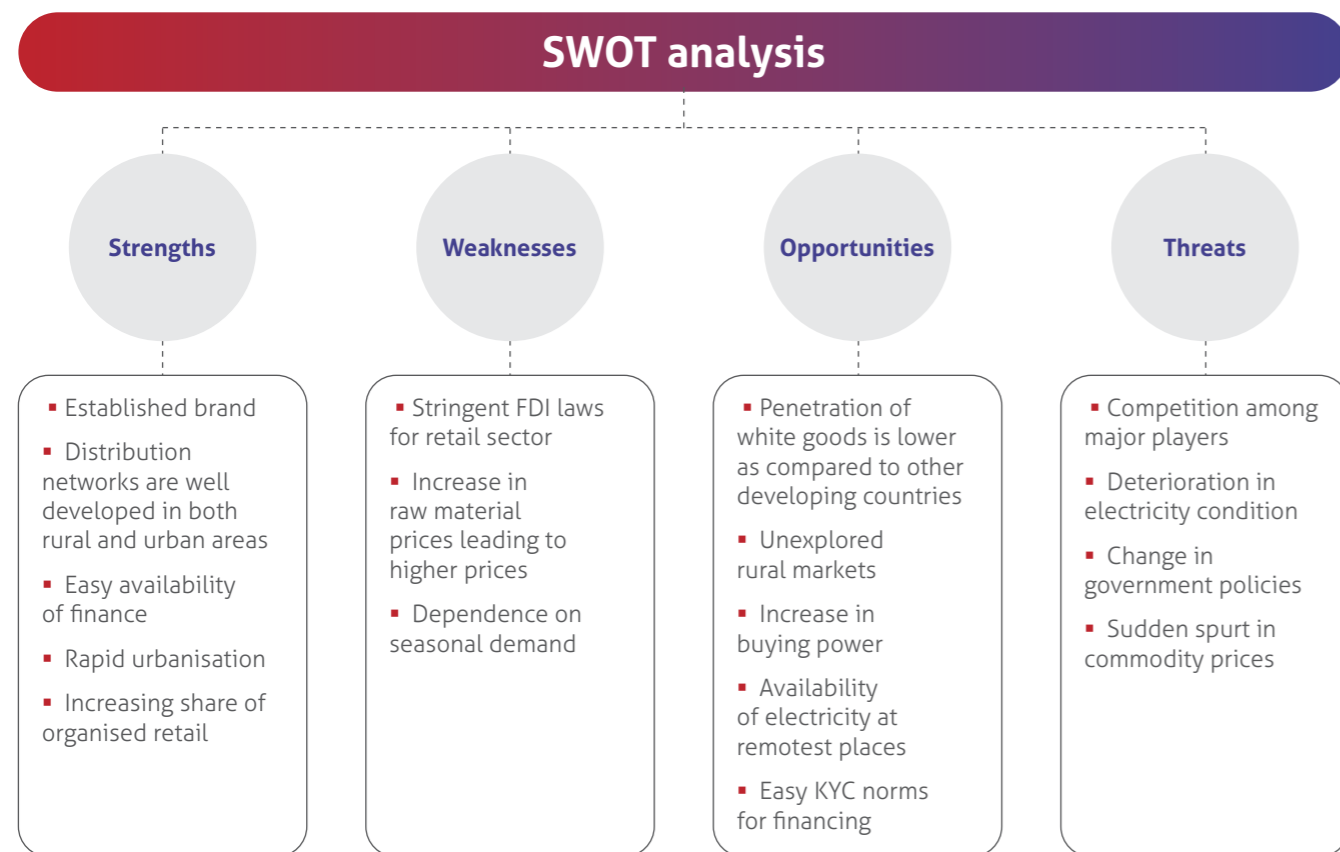 SWOT analysis
Strengths
Weaknesses
Opportunities
Threats
▪ Established brand
▪ Distribution
networks are well
developed in both
rural and urban areas
▪ Easy availability
of finance
▪ Rapid urbanisation
▪ Increasing share of
organised retail
▪ Stringent FDI laws
for retail sector
▪ Increase in
raw material
prices leading to
higher prices
▪ Dependence on
seasonal demand
▪ Penetration of
white goods is lower
as compared to other
developing countries
▪ Unexplored
rural markets
▪ Increase in
buying power
▪ Availability
of electricity at
remotest places
▪ Easy KYC norms
for financing
▪ Competition among
major players
▪ Deterioration in
electricity condition
▪ Change in
government policies
▪ Sudden spurt in
commodity prices